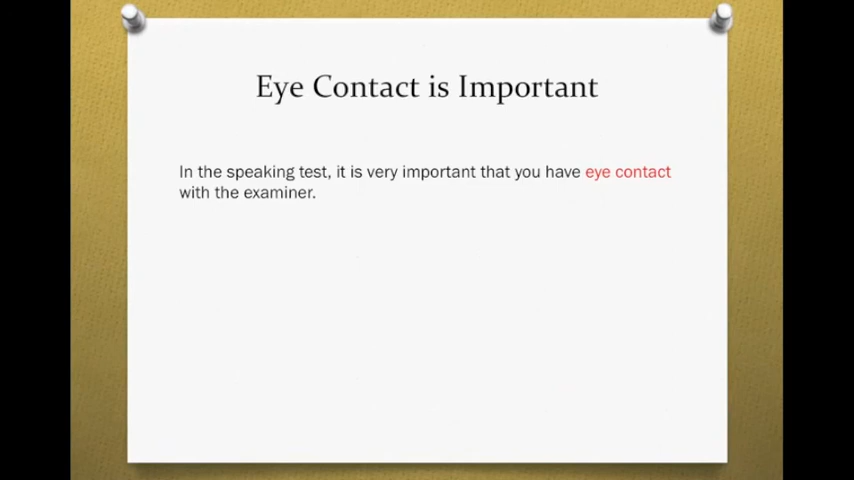 Eye Contact is Important
In the speaking test, it is very important that you have eye contact
with the examiner.